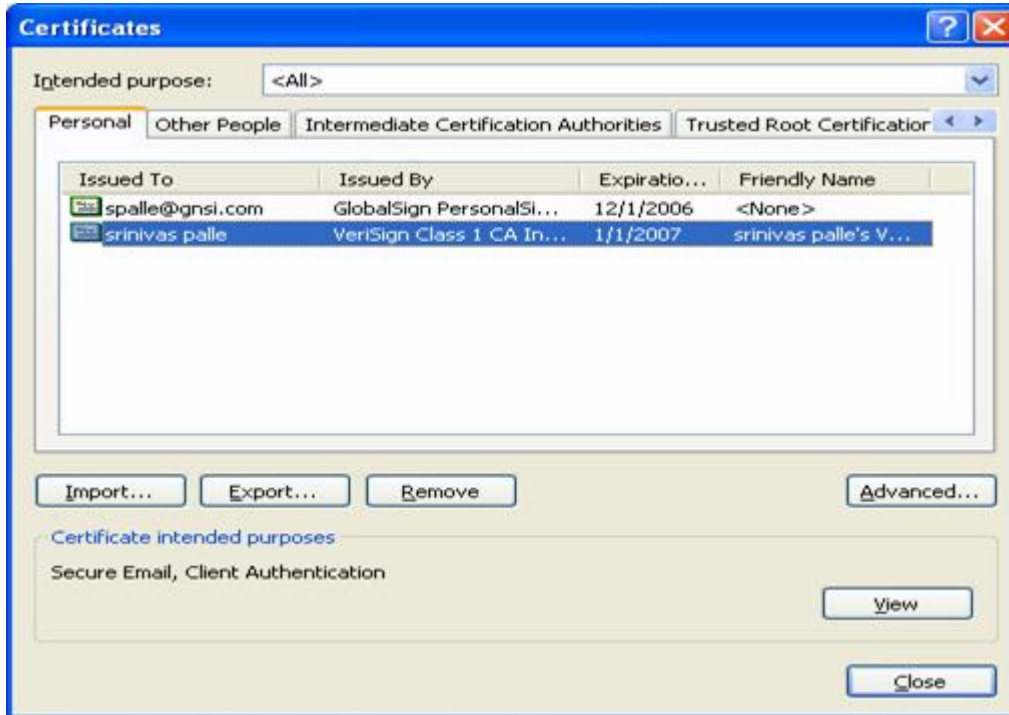 Certificates
Intended purpose: <All>
Personal Other People Intermediate Certification Authorities Trusted Root Certification
Issued To Issued By Expiratio... Friendly Name
spalle@gnsi.com GlobalSign PersonalSi... 12/1/2006 <None>
srinivas palle VeriSign Class 1 CA In... 1/1/2007 srinivas palle's V...
Import... Export... Remove Advanced...
Certificate intended purposes
Secure Email, Client Authentication
View
Close